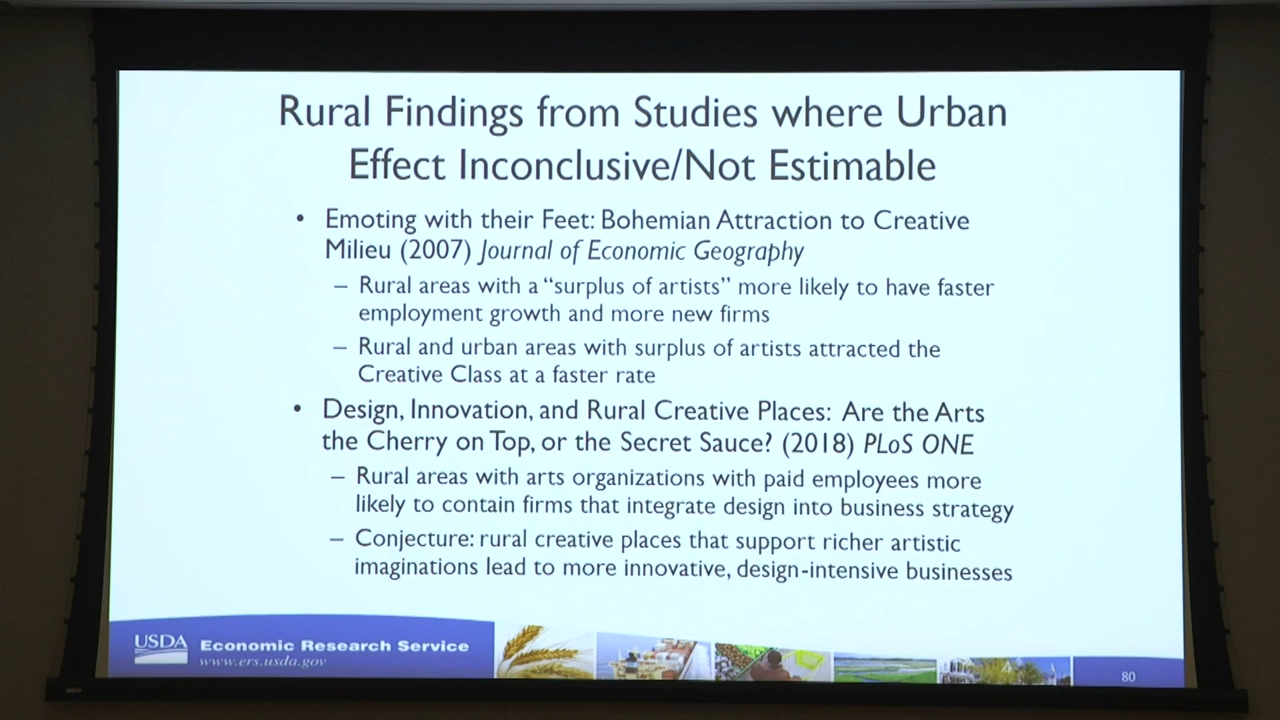 Rural Findings from Studies where Urban
Effect Inconclusive/Not Estimable
• Emoting with their Feet: Bohemian Attraction to Creative
Milieu (2007) Journal of Economic Geography
– Rural areas with a “surplus of artists” more likely to have faster
employment growth and more new firms
– Rural and urban areas with surplus of artists attracted the
Creative Class at a faster rate
• Design, Innovation, and Rural Creative Places: Are the Arts
the Cherry on Top, or the Secret Sauce? (2018) PLoS ONE
– Rural areas with arts organizations with paid employees more
likely to contain firms that integrate design into business strategy
– Conjecture: rural creative places that support richer artistic
imaginations lead to more innovative, design-intensive businesses
USDA Economic Research Service
www.ers.usda.gov
80